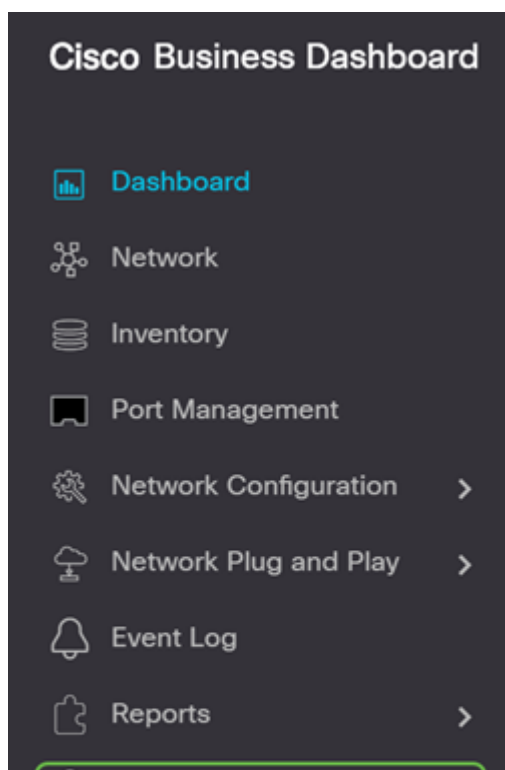 Cisco Business Dashboard
Dashboard
Network
Inventory
Port Management
Network Configuration
Network Plug and Play
Event Log
Reports